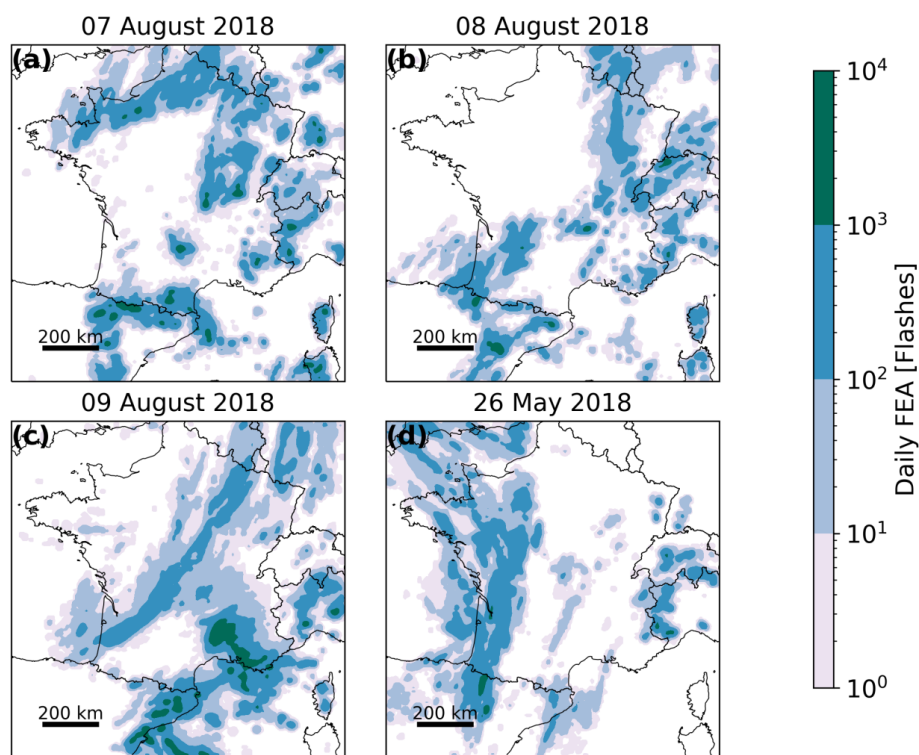 07 August 2018
08 August 2018
(a)
(b)
200 km
200 km
09 August 2018
26 May 2018
(c)
(d)
200 km
200 km
10⁴
10³
10²
10¹
10⁰
Daily FEA [Flashes]